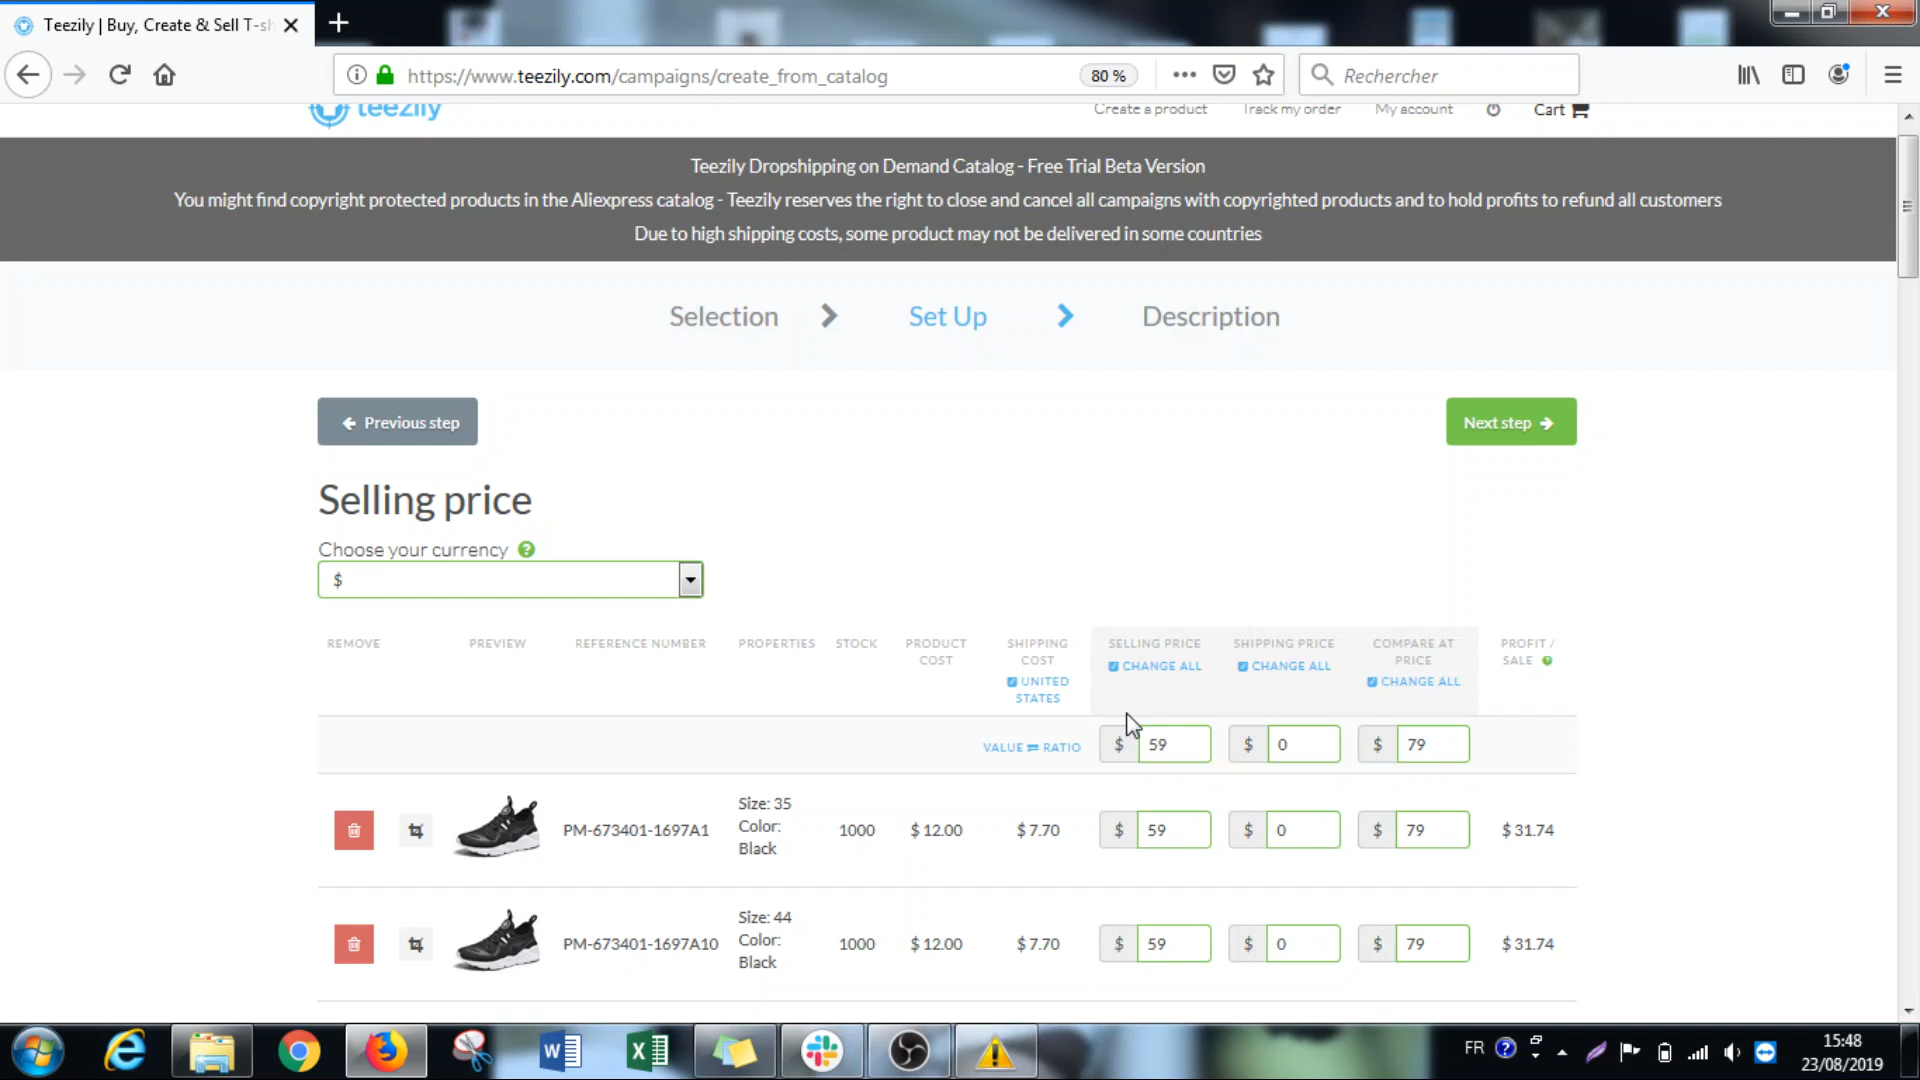 Teezily | Buy, Create & Sell T-sh
https://www.teezily.com/campaigns/create_from_catalog
80 %
Rechercher
teezily
Create a product
Track my order
My account
Cart
Teezily Dropshipping on Demand Catalog - Free Trial Beta Version
You might find copyright protected products in the Aliexpress catalog - Teezily reserves the right to close and cancel all campaigns with copyrighted products and to hold profits to refund all customers
Due to high shipping costs, some product may not be delivered in some countries
Selection
Set Up
Description
Previous step
Next step
Selling price
Choose your currency ?
$
REMOVE
PREVIEW
REFERENCE NUMBER
PROPERTIES
STOCK
PRODUCT
COST
SHIPPING
COST
UNITED
STATES
SELLING PRICE
CHANGE ALL
SHIPPING PRICE
CHANGE ALL
COMPARE AT
PRICE
CHANGE ALL
PROFIT /
SALE ?
VALUE ⇄ RATIO
$ 59
$ 0
$ 79
Size: 35
Color:
Black
PM-673401-1697A1
1000
$ 12.00
$ 7.70
$ 59
$ 0
$ 79
$ 31.74
Size: 44
Color:
Black
PM-673401-1697A10
1000
$ 12.00
$ 7.70
$ 59
$ 0
$ 79
$ 31.74
FR
15:48
23/08/2019